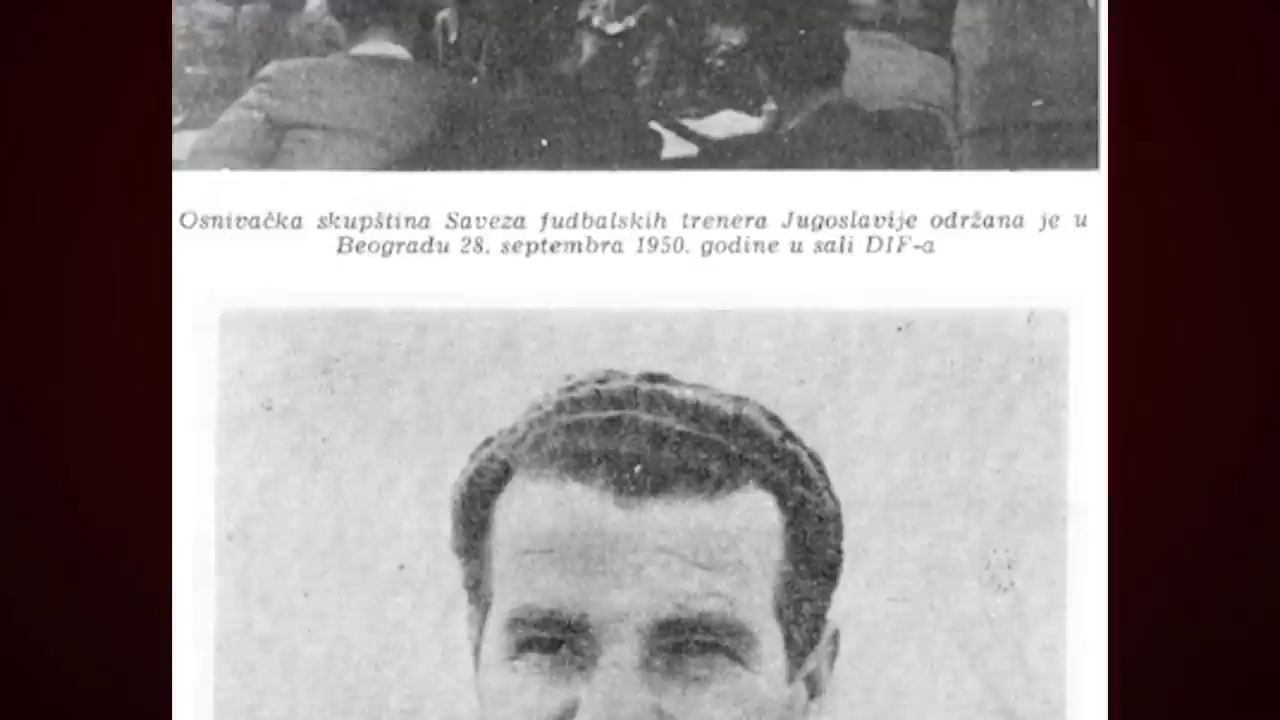 Osnivačka skupština Saveza fudbalskih trenera Jugoslavije održana je u
Beogradu 28. septembra 1950. godine u sali DIF-a